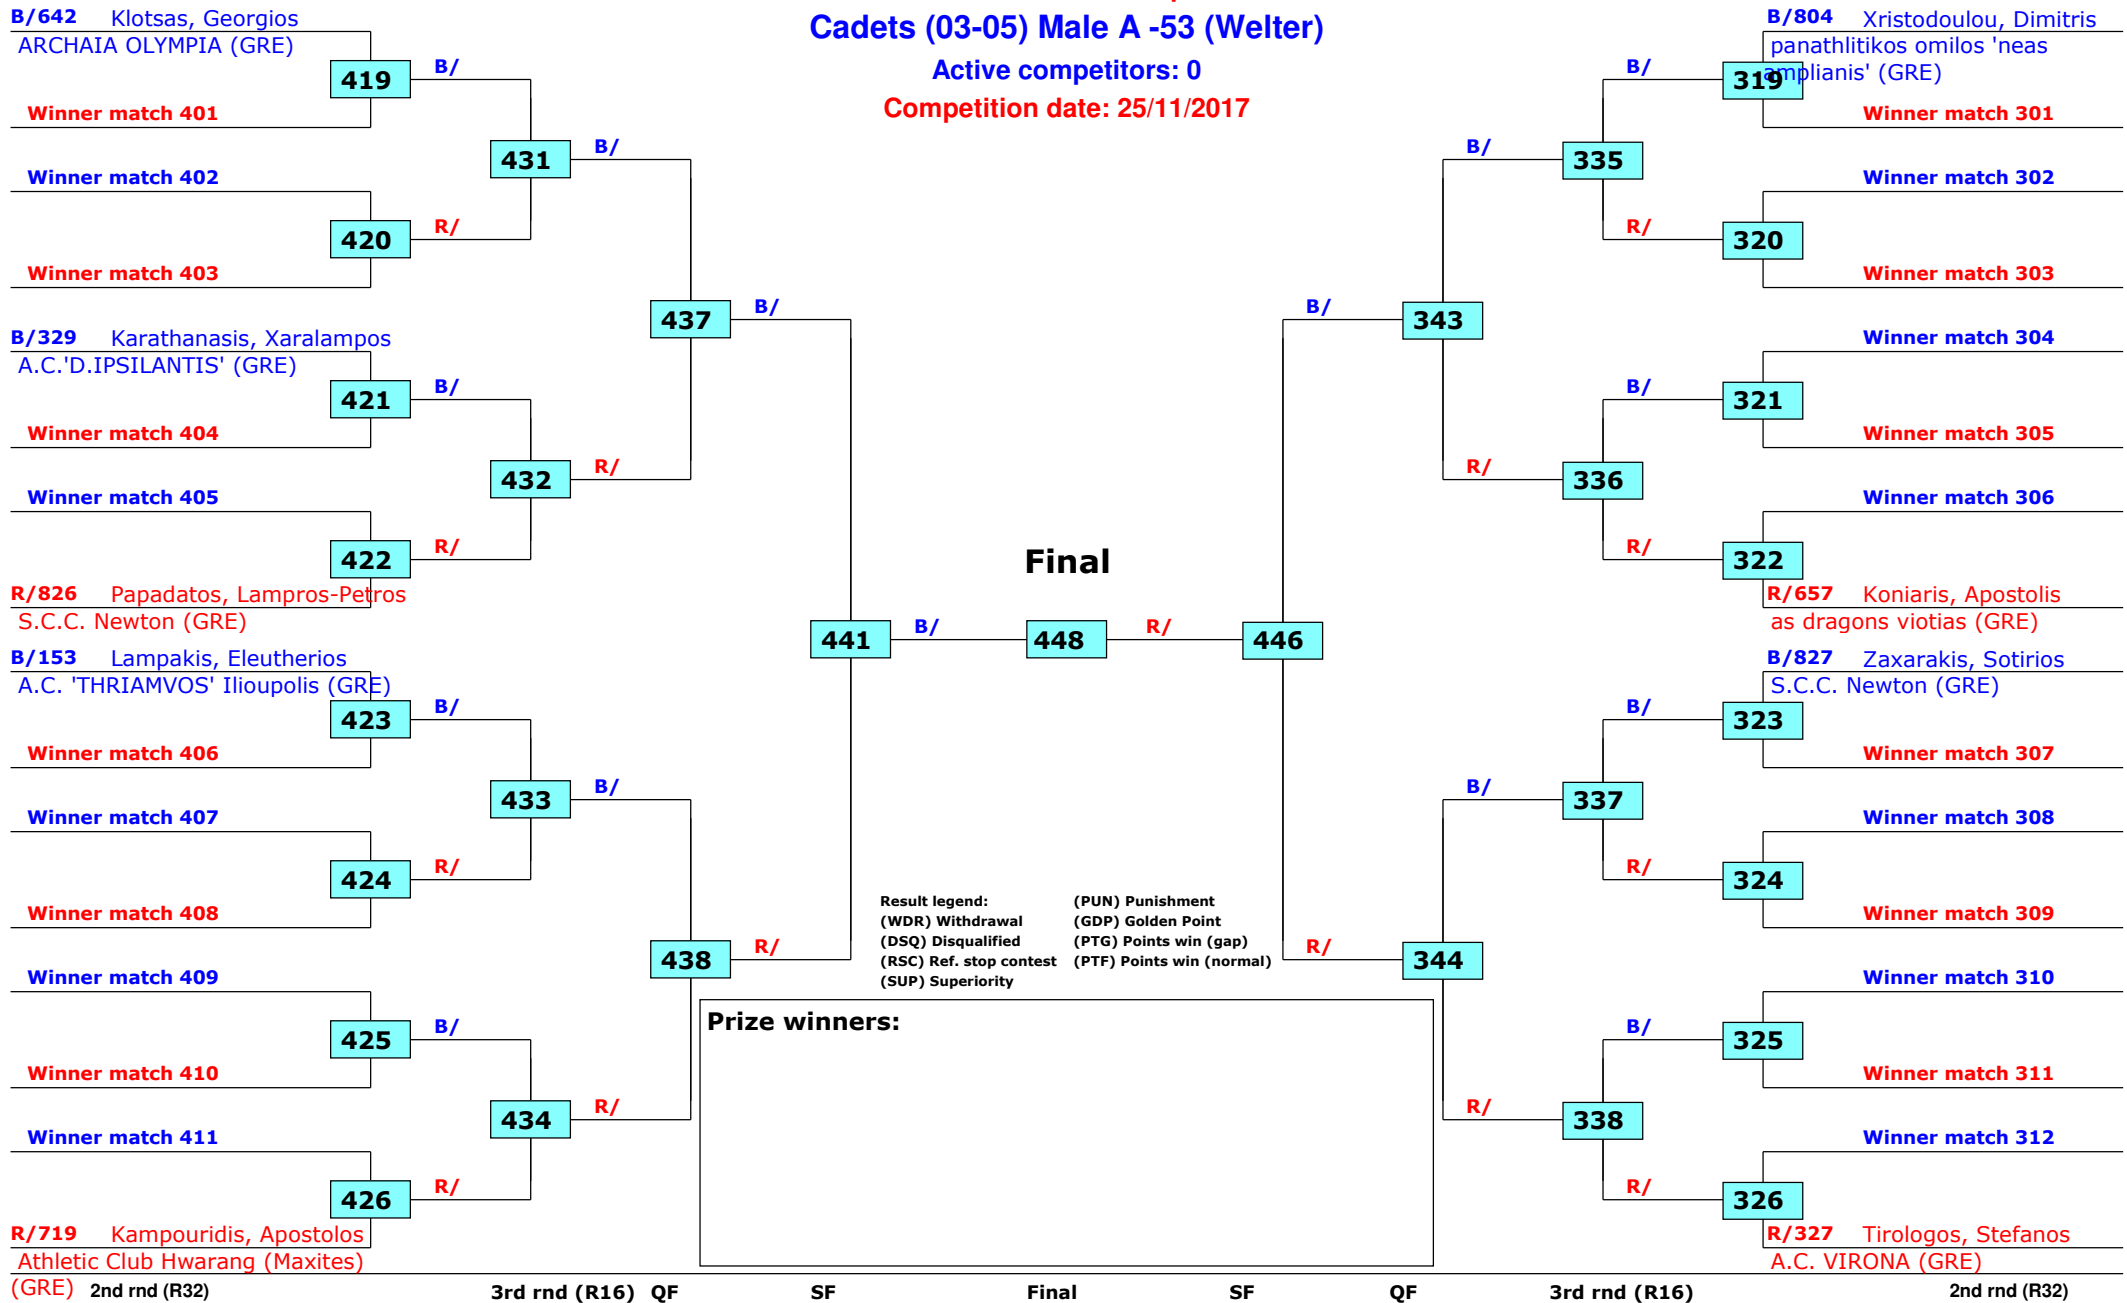 Cadets (03-05) Male A -53 (Welter)
Active competitors: 0
Competition date: 25/11/2017
B/642 Klotsas, Georgios
ARCHAIA OLYMPIA (GRE)
419
B/
Winner match 401
431
B/
Winner match 402
420
R/
Winner match 403
437
B/
B/329 Karathanasis, Xaralampos
A.C.'D.IPSILANTIS' (GRE)
421
B/
Winner match 404
432
R/
Winner match 405
422
R/
R/826 Papadatos, Lampros-Petros
S.C.C. Newton (GRE)
441
B/
B/153 Lampakis, Eleutherios
A.C. 'THRIAMVOS' Ilioupolis (GRE)
423
B/
Winner match 406
433
B/
Winner match 407
424
R/
Winner match 408
438
R/
Winner match 409
425
B/
Winner match 410
434
R/
Winner match 411
426
R/
R/719 Kampouridis, Apostolos
Athletic Club Hwarang (Maxites)
(GRE)
Final
448
R/
446
B/804 Xristodoulou, Dimitris
panathlitikos omilos 'neas
amplianis' (GRE)
319
B/
Winner match 301
335
B/
Winner match 302
320
R/
Winner match 303
343
B/
Winner match 304
321
B/
Winner match 305
336
R/
Winner match 306
322
R/
R/657 Koniaris, Apostolis
as dragons viotias (GRE)
B/827 Zaxarakis, Sotirios
S.C.C. Newton (GRE)
323
B/
Winner match 307
337
B/
Winner match 308
324
R/
Winner match 309
344
R/
Winner match 310
325
B/
Winner match 311
338
R/
Winner match 312
326
R/
R/327 Tirologos, Stefanos
A.C. VIRONA (GRE)
Result legend: (PUN) Punishment
(WDR) Withdrawal (GDP) Golden Point
(DSQ) Disqualified (PTG) Points win (gap)
(RSC) Ref. stop contest (PTF) Points win (normal)
(SUP) Superiority
Prize winners:
2nd rnd (R32) 3rd rnd (R16) QF SF Final SF QF 3rd rnd (R16) 2nd rnd (R32)